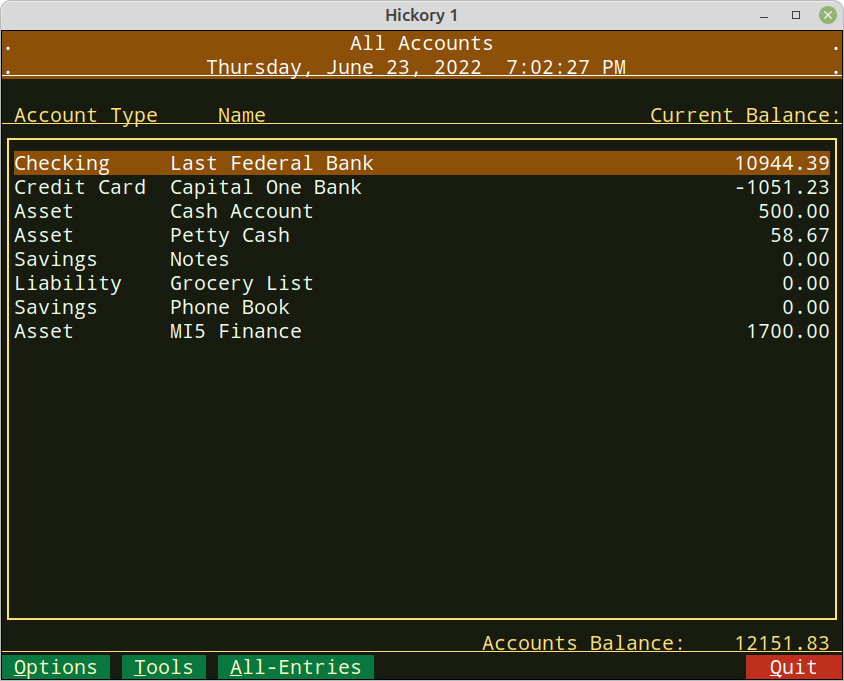 Hickory 1
. All Accounts .
. Thursday, June 23, 2022 7:02:27 PM .
Account Type Name Current Balance:
Checking Last Federal Bank 10944.39
Credit Card Capital One Bank -1051.23
Asset Cash Account 500.00
Asset Petty Cash 58.67
Savings Notes 0.00
Liability Grocery List 0.00
Savings Phone Book 0.00
Asset MI5 Finance 1700.00
Accounts Balance: 12151.83
Options Tools All-Entries Quit